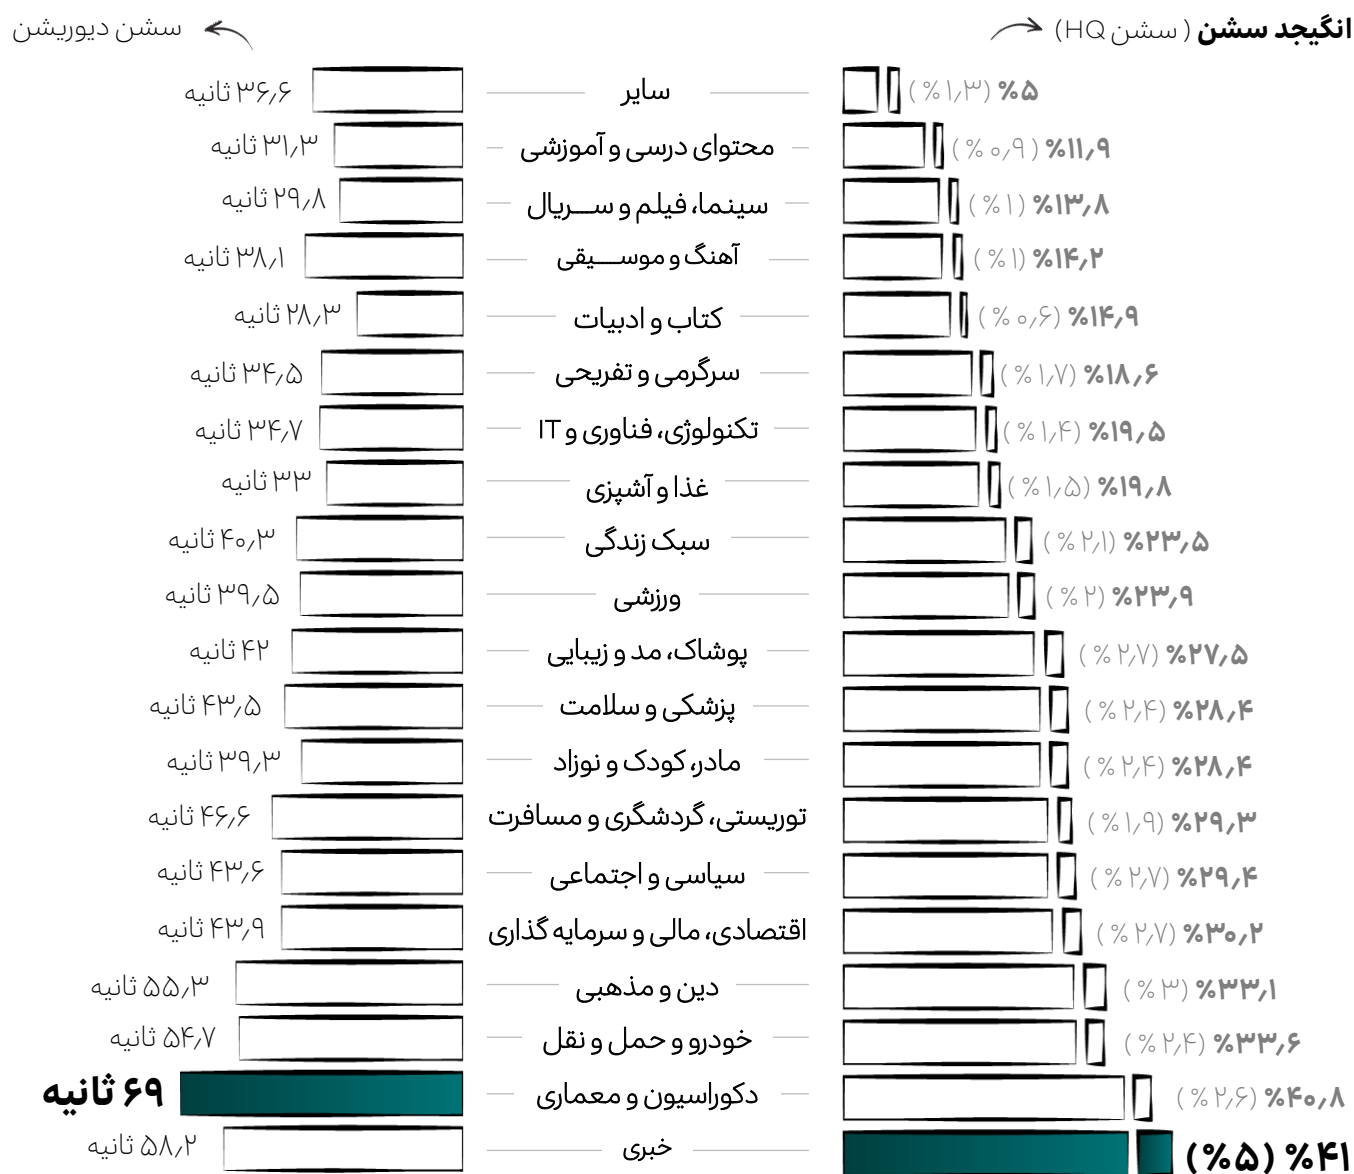 انگیجد سشن ( سشن HQ) سشن دیوریشن
%۵ (%۱٫۳) سایر ۳۶٫۶ ثانیه
%۱۱٫۹ (%۰٫۹) محتوای درسی و آموزشی ۳۱٫۳ ثانیه
%۱۳٫۸ (%۱) سینما، فیلم و ســریال ۲۹٫۸ ثانیه
%۱۴٫۲ (%۱) آهنگ و موســیقی ۳۸٫۱ ثانیه
%۱۴٫۹ (%۰٫۶) کتاب و ادبیات ۲۸٫۳ ثانیه
%۱۸٫۶ (%۱٫۷) سرگرمی و تفریحی ۳۴٫۵ ثانیه
%۱۹٫۵ (%۱٫۴) تکنولوژی، فناوری و IT ۳۴٫۷ ثانیه
%۱۹٫۸ (%۱٫۵) غذا و آشپزی ۳۳ ثانیه
%۲۳٫۵ (%۲٫۱) سبک زندگی ۴۰٫۳ ثانیه
%۲۳٫۹ (%۲) ورزشی ۳۹٫۵ ثانیه
%۲۷٫۵ (%۲٫۷) پوشاک، مد و زیبایی ۴۲ ثانیه
%۲۸٫۴ (%۲٫۴) پزشکی و سلامت ۴۳٫۵ ثانیه
%۲۸٫۴ (%۲٫۴) مادر، کودک و نوزاد ۳۹٫۳ ثانیه
%۲۹٫۳ (%۱٫۹) توریستی، گردشگری و مسافرت ۴۶٫۶ ثانیه
%۲۹٫۴ (%۲٫۷) سیاسی و اجتماعی ۴۳٫۶ ثانیه
%۳۰٫۲ (%۲٫۷) اقتصادی، مالی و سرمایه گذاری ۴۳٫۹ ثانیه
%۳۳٫۱ (%۳) دین و مذهبی ۵۵٫۳ ثانیه
%۳۳٫۶ (%۲٫۴) خودرو و حمل و نقل ۵۴٫۷ ثانیه
%۴۰٫۸ (%۲٫۶) دکوراسیون و معماری ۶۹ ثانیه
%۴۱ (%۵) خبری ۵۸٫۲ ثانیه